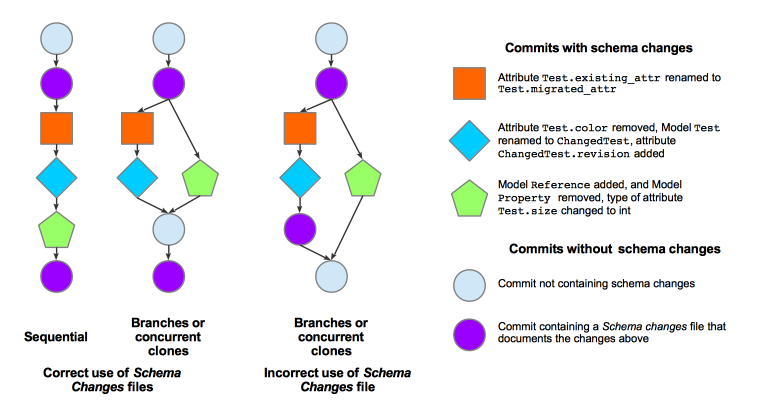 Commits with schema changes
Attribute Test.existing_attr renamed to
Test.migrated_attr
Attribute Test.color removed, Model Test
renamed to ChangedTest, attribute
ChangedTest.revision added
Model Reference added, and Model
Property removed, type of attribute
Test.size changed to int
Commits without schema changes
Commit not containing schema changes
Commit containing a Schema changes file that
documents the changes above
Sequential
Branches or
concurrent
clones
Correct use of Schema
Changes files
Branches or
concurrent
clones
Incorrect use of Schema
Changes file